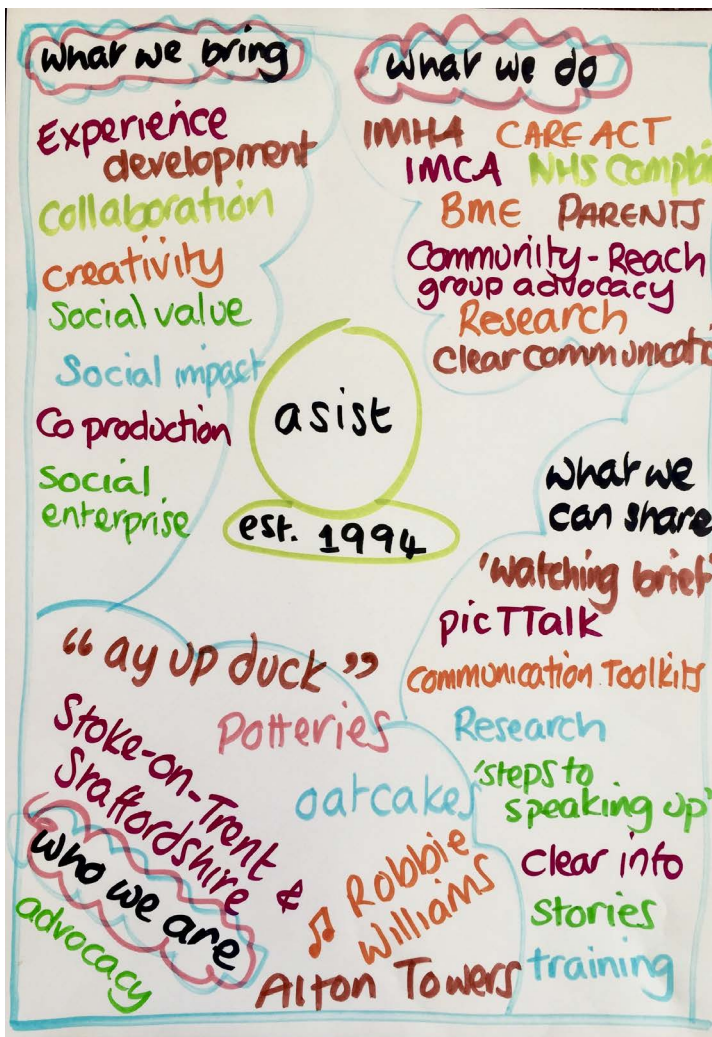 what we bring
Experience
development
collaboration
creativity
Social value
Social impact
Co production
Social
enterprise
what we do
IMHA CARE ACT
IMCA NHS
BME PARENTS
Community - Reach
group advocacy
Research
clear
asist
est. 1994
what we
can share
'watching brief'
picTTalk
communication Toolkits
Research
'steps to
speaking up'
clear info
stories
training
"ay up duck"
Potteries
Stoke-on-Trent &
Staffordshire
oatcakes
who we are
advocacy
♫ Robbie
Williams
Alton Towers